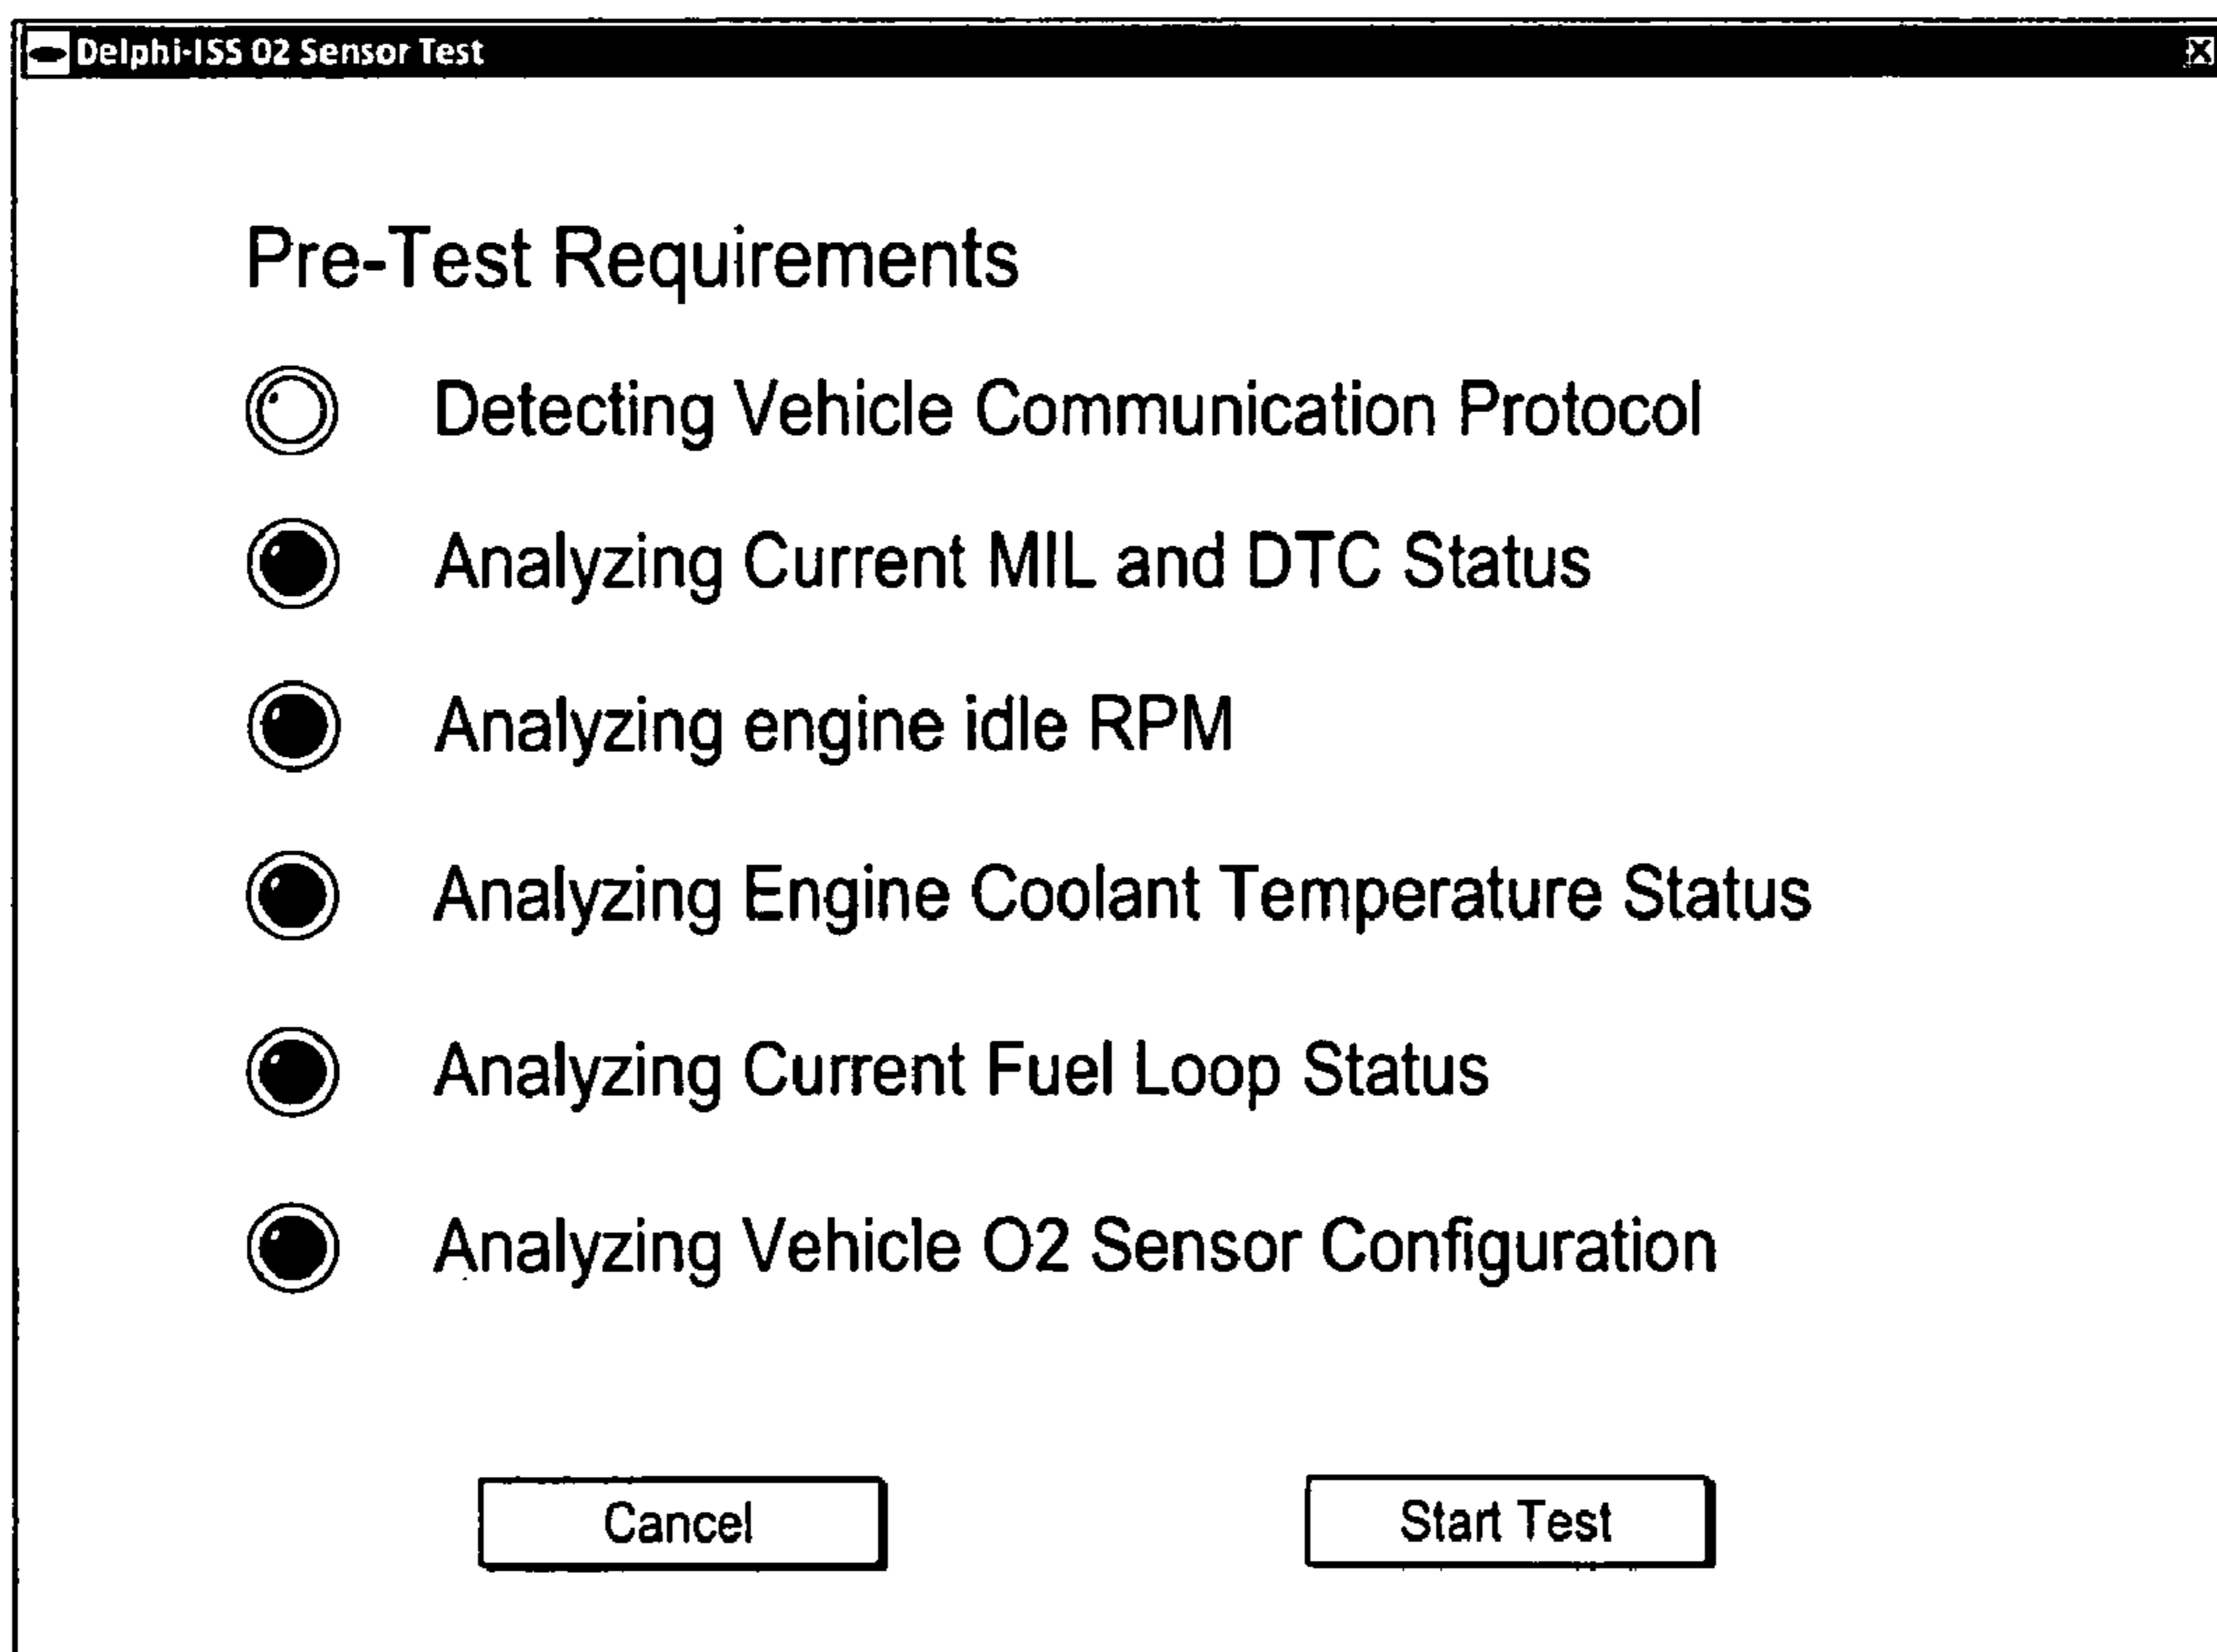 Delphi-ISS O2 Sensor Test
Pre-Test Requirements
Detecting Vehicle Communication Protocol
Analyzing Current MIL and DTC Status
Analyzing engine idle RPM
Analyzing Engine Coolant Temperature Status
Analyzing Current Fuel Loop Status
Analyzing Vehicle O2 Sensor Configuration
Cancel
Start Test